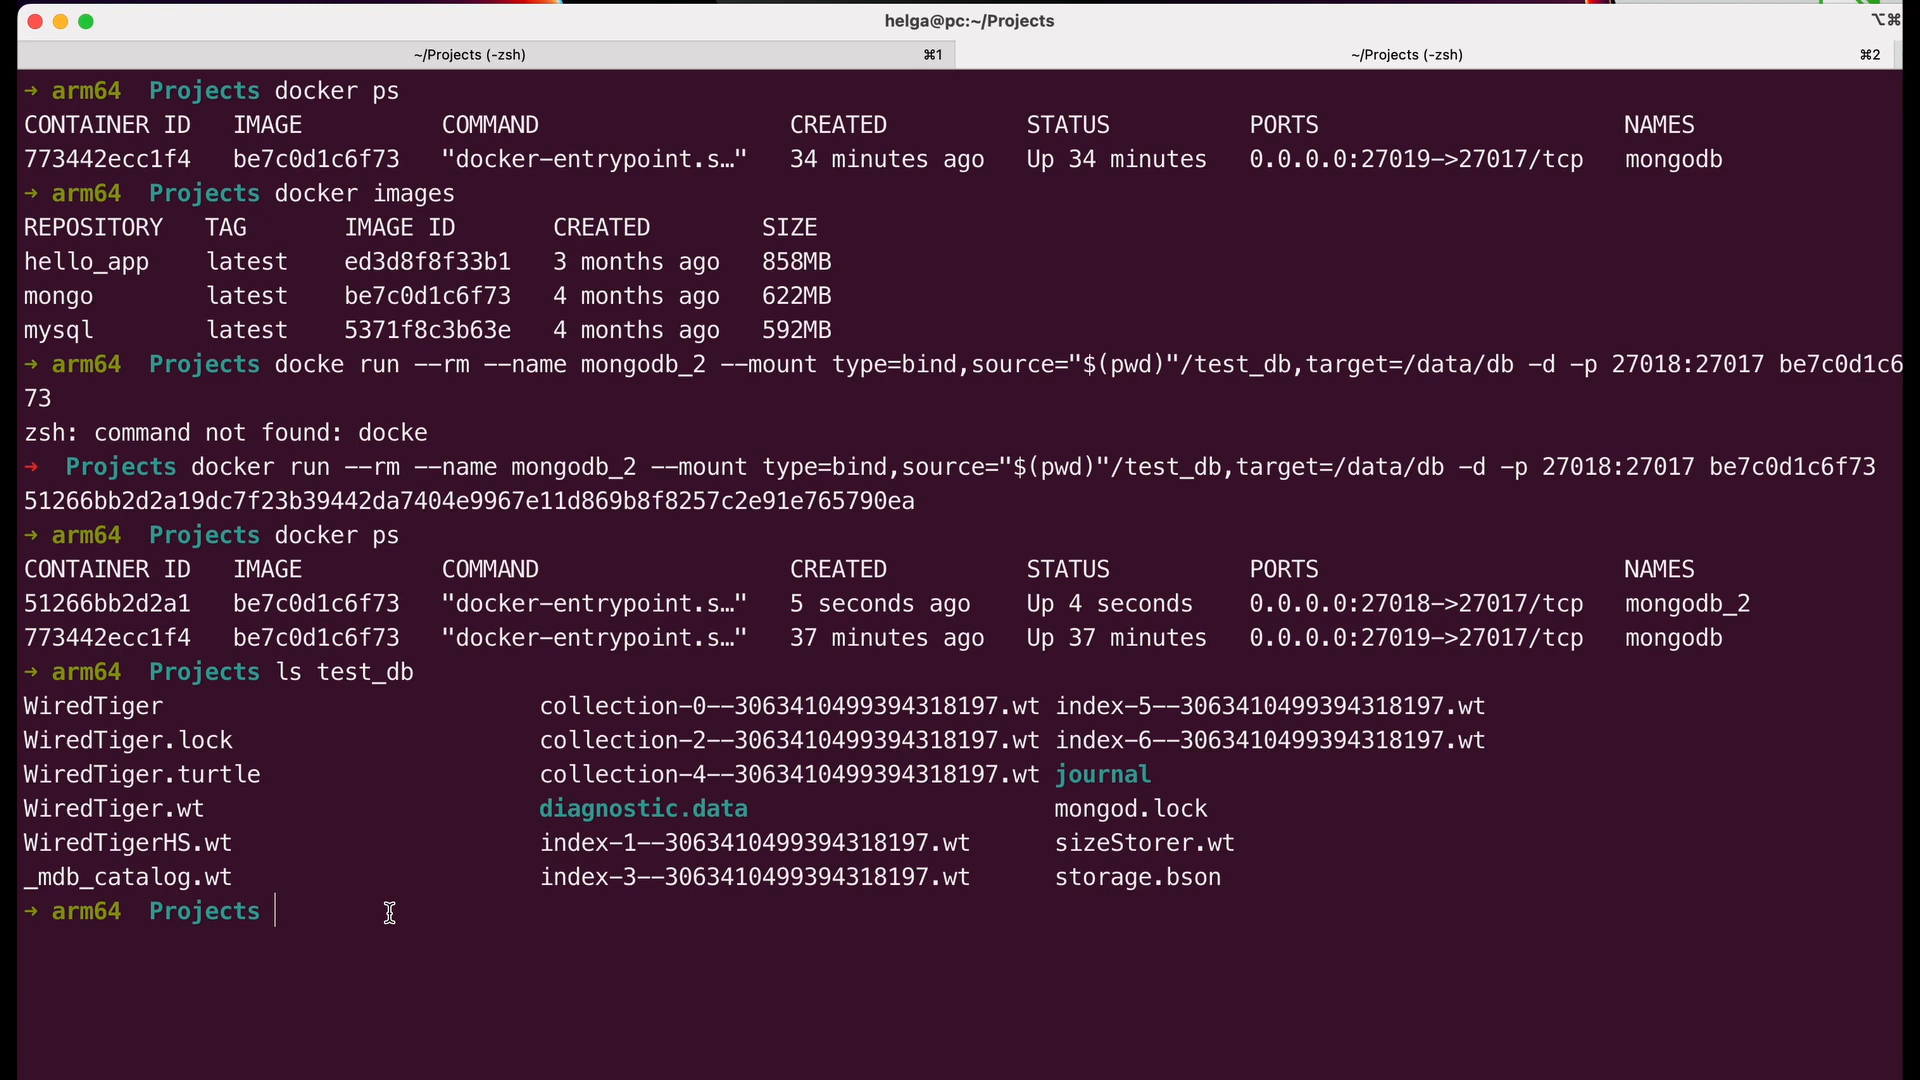 helga@pc:~/Projects
⌥⌘
~/Projects (-zsh) ⌘1 ~/Projects (-zsh) ⌘2
→ arm64 Projects docker ps
CONTAINER ID IMAGE COMMAND CREATED STATUS PORTS NAMES
773442ecc1f4 be7c0d1c6f73 "docker-entrypoint.s…" 34 minutes ago Up 34 minutes 0.0.0.0:27019->27017/tcp mongodb
→ arm64 Projects docker images
REPOSITORY TAG IMAGE ID CREATED SIZE
hello_app latest ed3d8f8f33b1 3 months ago 858MB
mongo latest be7c0d1c6f73 4 months ago 622MB
mysql latest 5371f8c3b63e 4 months ago 592MB
→ arm64 Projects docke run --rm --name mongodb_2 --mount type=bind,source="$(pwd)"/test_db,target=/data/db -d -p 27018:27017 be7c0d1c6f
73
zsh: command not found: docke
→ Projects docker run --rm --name mongodb_2 --mount type=bind,source="$(pwd)"/test_db,target=/data/db -d -p 27018:27017 be7c0d1c6f73
51266bb2d2a19dc7f23b39442da7404e9967e11d869b8f8257c2e91e765790ea
→ arm64 Projects docker ps
CONTAINER ID IMAGE COMMAND CREATED STATUS PORTS NAMES
51266bb2d2a1 be7c0d1c6f73 "docker-entrypoint.s…" 5 seconds ago Up 4 seconds 0.0.0.0:27018->27017/tcp mongodb_2
773442ecc1f4 be7c0d1c6f73 "docker-entrypoint.s…" 37 minutes ago Up 37 minutes 0.0.0.0:27019->27017/tcp mongodb
→ arm64 Projects ls test_db
WiredTiger collection-0--3063410499394318197.wt index-5--3063410499394318197.wt
WiredTiger.lock collection-2--3063410499394318197.wt index-6--3063410499394318197.wt
WiredTiger.turtle collection-4--3063410499394318197.wt journal
WiredTiger.wt diagnostic.data mongod.lock
WiredTigerHS.wt index-1--3063410499394318197.wt sizeStorer.wt
_mdb_catalog.wt index-3--3063410499394318197.wt storage.bson
→ arm64 Projects